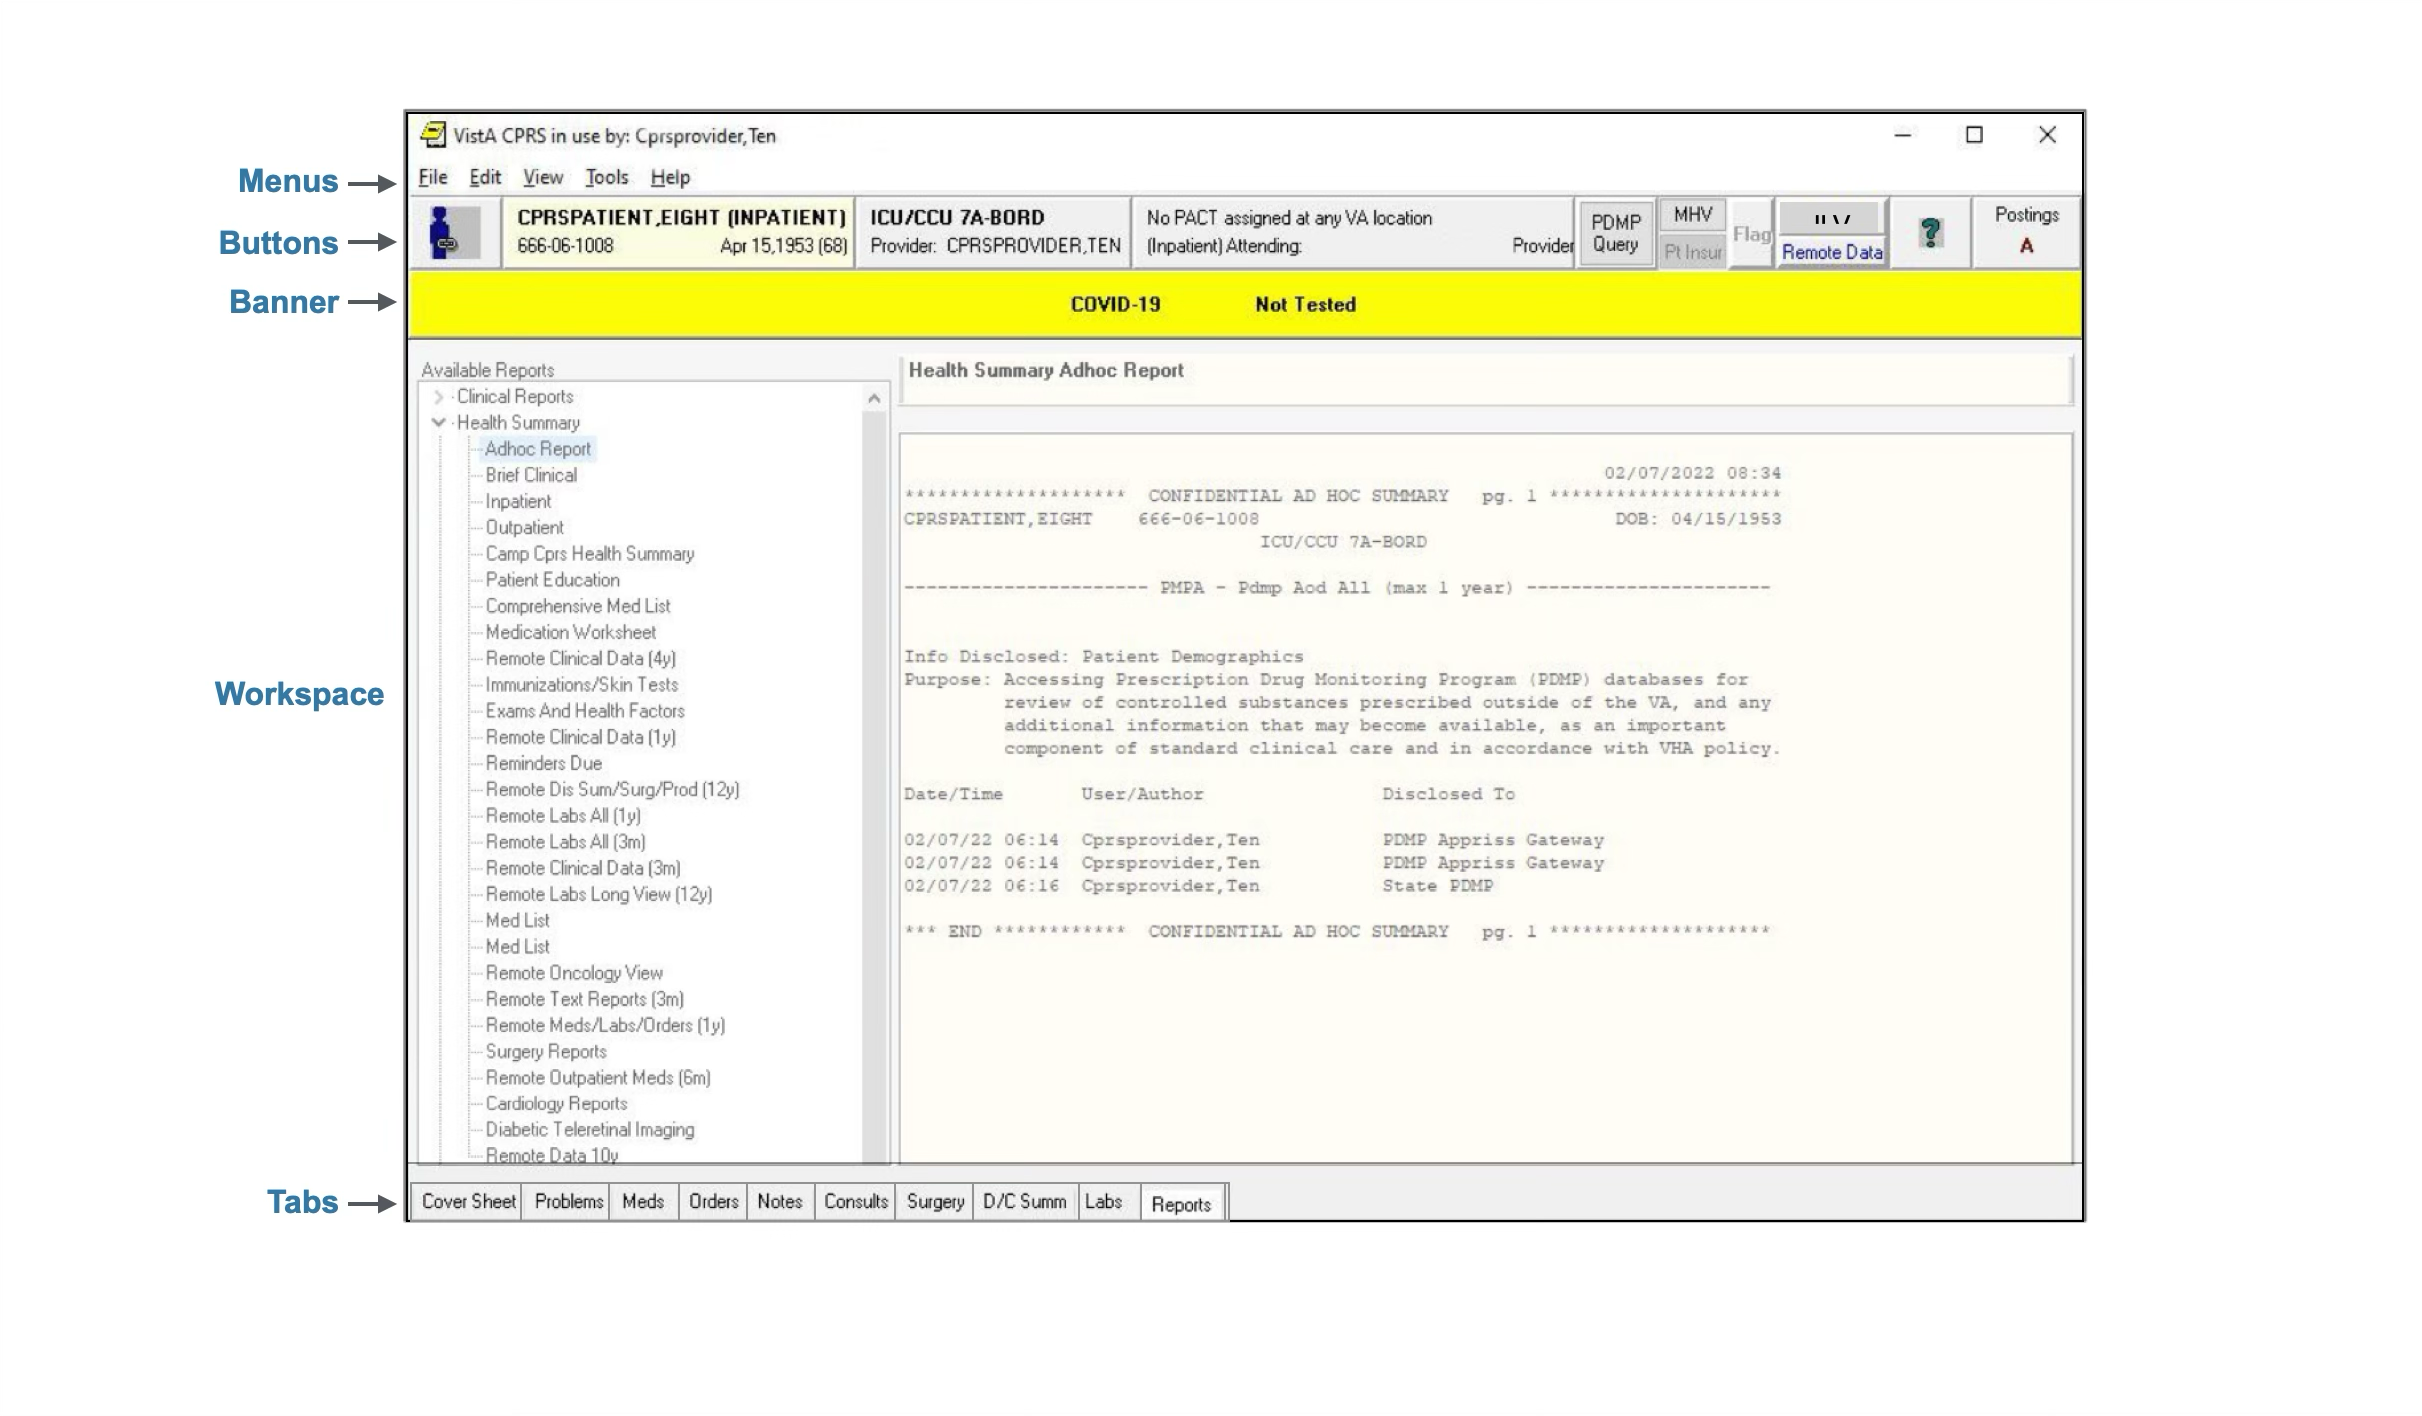 VistA CPRS in use by: Cprsprovider,Ten
Menus
File Edit View Tools Help
Buttons
CPRSPATIENT,EIGHT (INPATIENT)
666-06-1008 Apr 15,1953 (68)
ICU/CCU 7A-BORD
Provider: CPRSPROVIDER,TEN
No PACT assigned at any VA location
(Inpatient) Attending: Provider
PDMP
Query
MHV
Pt Insur
Flag
Remote Data
?
Postings
A
Banner
COVID-19 Not Tested
Workspace
Available Reports
Clinical Reports
Health Summary
Adhoc Report
Brief Clinical
Inpatient
Outpatient
Camp Cprs Health Summary
Patient Education
Comprehensive Med List
Medication Worksheet
Remote Clinical Data (4y)
Immunizations/Skin Tests
Exams And Health Factors
Remote Clinical Data (1y)
Reminders Due
Remote Dis Sum/Surg/Prod (12y)
Remote Labs All (1y)
Remote Labs All (3m)
Remote Clinical Data (3m)
Remote Labs Long View (12y)
Med List
Med List
Remote Oncology View
Remote Text Reports (3m)
Remote Meds/Labs/Orders (1y)
Surgery Reports
Remote Outpatient Meds (6m)
Cardiology Reports
Diabetic Teleretinal Imaging
Remote Data 10y
Health Summary Adhoc Report
02/07/2022 08:34
******************** CONFIDENTIAL AD HOC SUMMARY pg. 1 *********************
CPRSPATIENT,EIGHT 666-06-1008 DOB: 04/15/1953
ICU/CCU 7A-BORD
---------------------- PMPA - Pdmp Aod All (max 1 year) ----------------------
Info Disclosed: Patient Demographics
Purpose: Accessing Prescription Drug Monitoring Program (PDMP) databases for
review of controlled substances prescribed outside of the VA, and any
additional information that may become available, as an important
component of standard clinical care and in accordance with VHA policy.
Date/Time User/Author Disclosed To
02/07/22 06:14 Cprsprovider,Ten PDMP Appriss Gateway
02/07/22 06:14 Cprsprovider,Ten PDMP Appriss Gateway
02/07/22 06:16 Cprsprovider,Ten State PDMP
*** END ************ CONFIDENTIAL AD HOC SUMMARY pg. 1 ********************
Tabs
Cover Sheet Problems Meds Orders Notes Consults Surgery D/C Summ Labs Reports